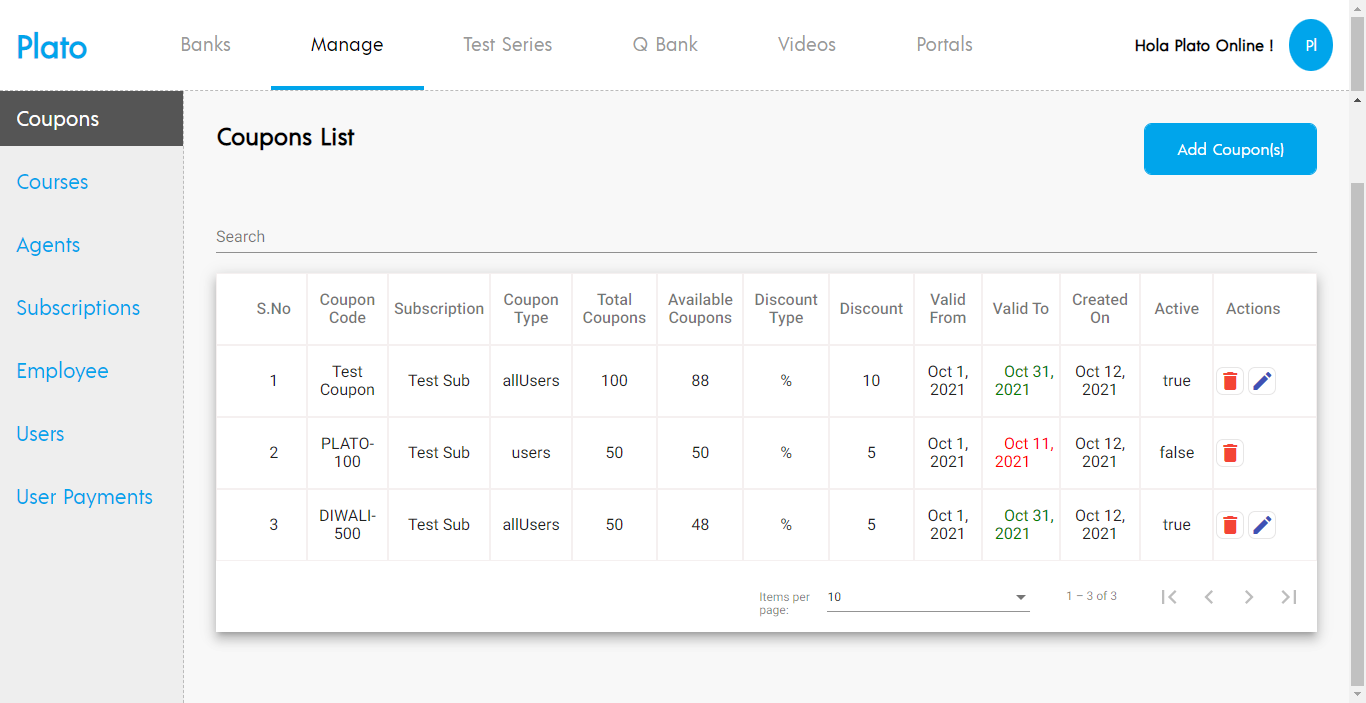 Plato
Banks
Manage
Test Series
Q Bank
Videos
Portals
Hola Plato Online !
Pl
Coupons
Courses
Agents
Subscriptions
Employee
Users
User Payments
Coupons List
Add Coupon(s)
Search
S.No
Coupon
Code
Subscription
Coupon
Type
Total
Coupons
Available
Coupons
Discount
Type
Discount
Valid
From
Valid To
Created
On
Active
Actions
1
Test
Coupon
Test Sub
allUsers
100
88
%
10
Oct 1,
2021
Oct 31,
2021
Oct 12,
2021
true
2
PLATO-
100
Test Sub
users
50
50
%
5
Oct 1,
2021
Oct 11,
2021
Oct 12,
2021
false
3
DIWALI-
500
Test Sub
allUsers
50
48
%
5
Oct 1,
2021
Oct 31,
2021
Oct 12,
2021
true
Items per
page:
10
1 – 3 of 3